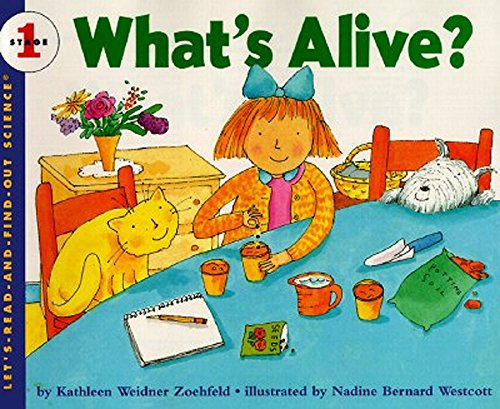 1
STAGE
What's Alive?
LET'S-READ-AND-FIND-OUT SCIENCE®
POTTING
SOIL
SEEDS
by Kathleen Weidner Zoehfeld • illustrated by Nadine Bernard Westcott